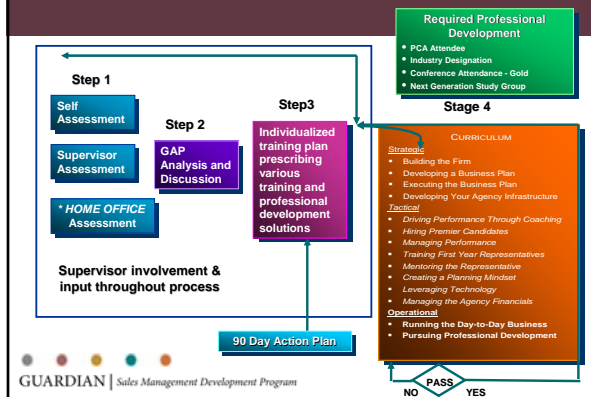 Required Professional
Development
• PCA Attendee
• Industry Designation
• Conference Attendance - Gold
• Next Generation Study Group
Step 1
Self
Assessment
Supervisor
Assessment
* HOME OFFICE
Assessment
Step 2
GAP
Analysis and
Discussion
Step3
Individualized
training plan
prescribing
various
training and
professional
development
solutions
Supervisor involvement &
input throughout process
90 Day Action Plan
Stage 4
CURRICULUM
Strategic
• Building the Firm
• Developing a Business Plan
• Executing the Business Plan
• Developing Your Agency Infrastructure
Tactical
• Driving Performance Through Coaching
• Hiring Premier Candidates
• Managing Performance
• Training First Year Representatives
• Mentoring the Representative
• Creating a Planning Mindset
• Leveraging Technology
• Managing the Agency Financials
Operational
• Running the Day-to-Day Business
• Pursuing Professional Development
PASS
NO
YES
GUARDIAN | Sales Management Development Program